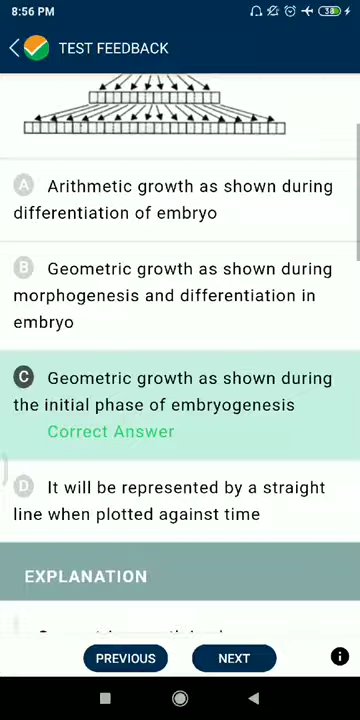 8:56 PM
38
TEST FEEDBACK
A Arithmetic growth as shown during
differentiation of embryo
B Geometric growth as shown during
morphogenesis and differentiation in
embryo
C Geometric growth as shown during
the initial phase of embryogenesis
Correct Answer
D It will be represented by a straight
line when plotted against time
EXPLANATION
PREVIOUS
NEXT